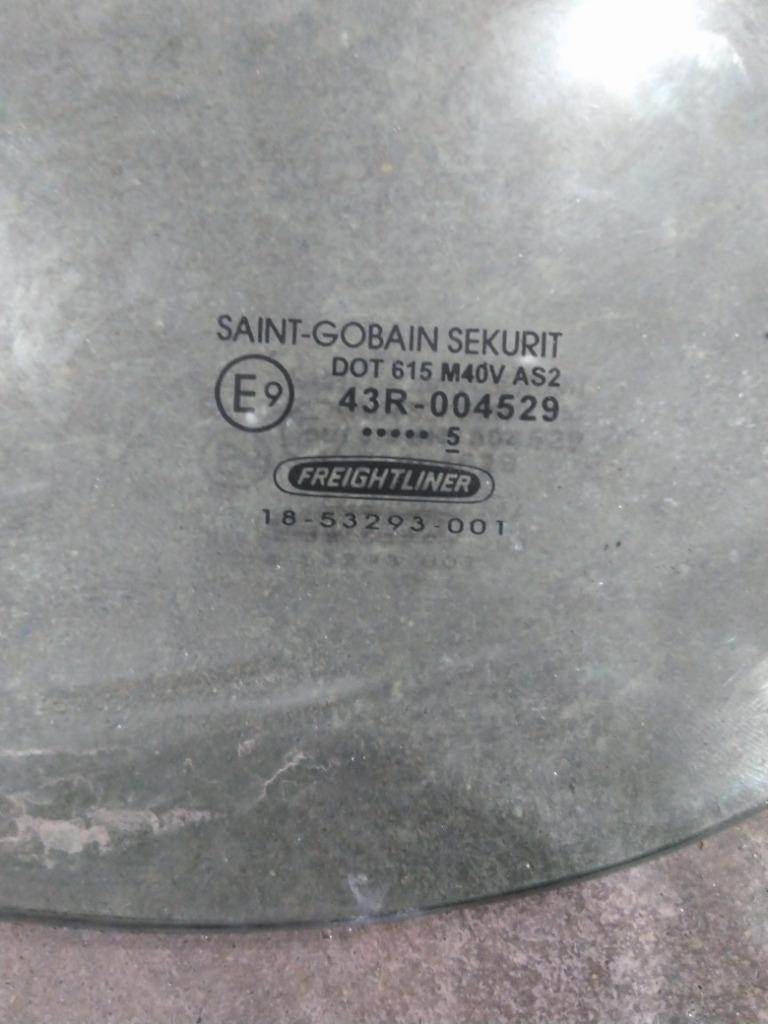 SAINT-GOBAIN SEKURIT
DOT 615 M40V AS2
E9 43R-004529
••••• 5
FREIGHTLINER
18-53293-001